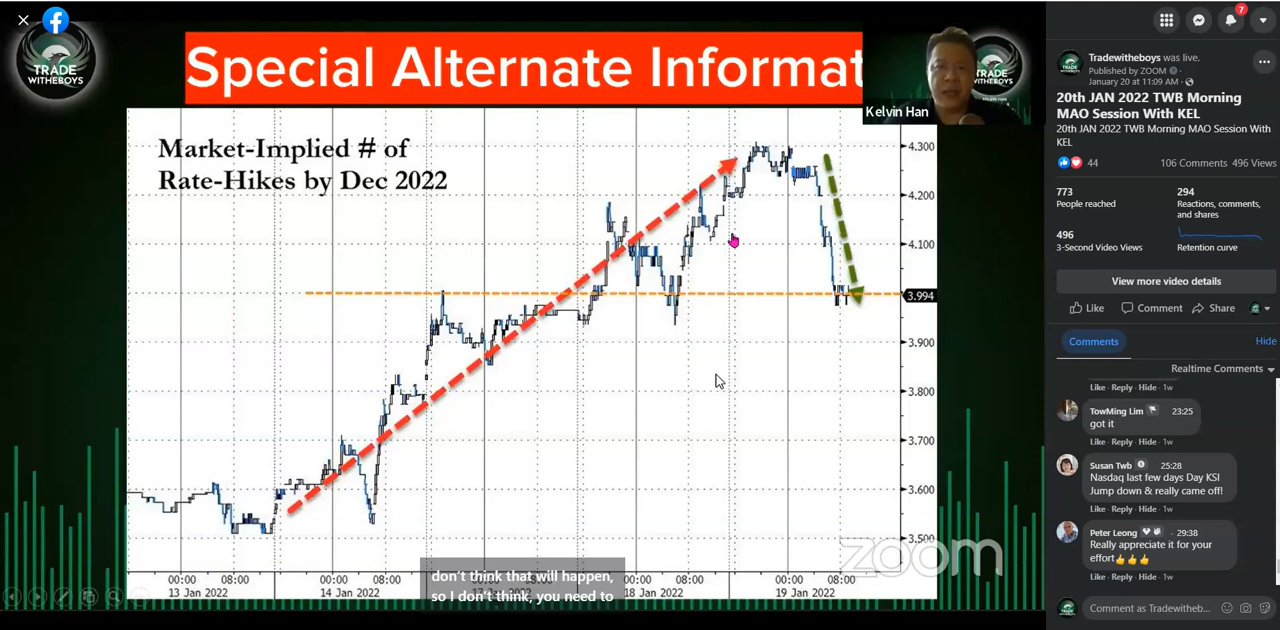 TRADE
WITHEBOYS
Special Alternate Informat
TRADE
Kelvin Han
Market-Implied # of
Rate-Hikes by Dec 2022
4.300
4.200
4.100
3.994
3.900
3.800
3.700
3.600
3.500
zoom
don't think that will happen,
so I don't think, you need to
00:00 08:00 00:00 08:00 00:00 08:00 00:00 08:00
13 Jan 2022 14 Jan 2022 18 Jan 2022 19 Jan 2022
7
Tradewitheboys was live.
Published by ZOOM ·
January 20 at 11:09 AM ·
20th JAN 2022 TWB Morning
MAO Session With KEL
20th JAN 2022 TWB Morning MAO Session With
KEL
44 106 Comments 496 Views
773 294
People reached Reactions, comments,
and shares
496
3-Second Video Views Retention curve
View more video details
Like Comment Share
Comments Hide
Realtime Comments
Like · Reply · Hide · 1w
TowMing Lim 23:25
got it
Like · Reply · Hide · 1w
Susan Twb 25:28
Nasdaq last few days Day KSI
Jump down & really came off!
Like · Reply · Hide · 1w
Peter Leong · 29:38
Really appreciate it for your
effort👍👍👍
Like · Reply · Hide · 1w
Comment as Tradewitheb...